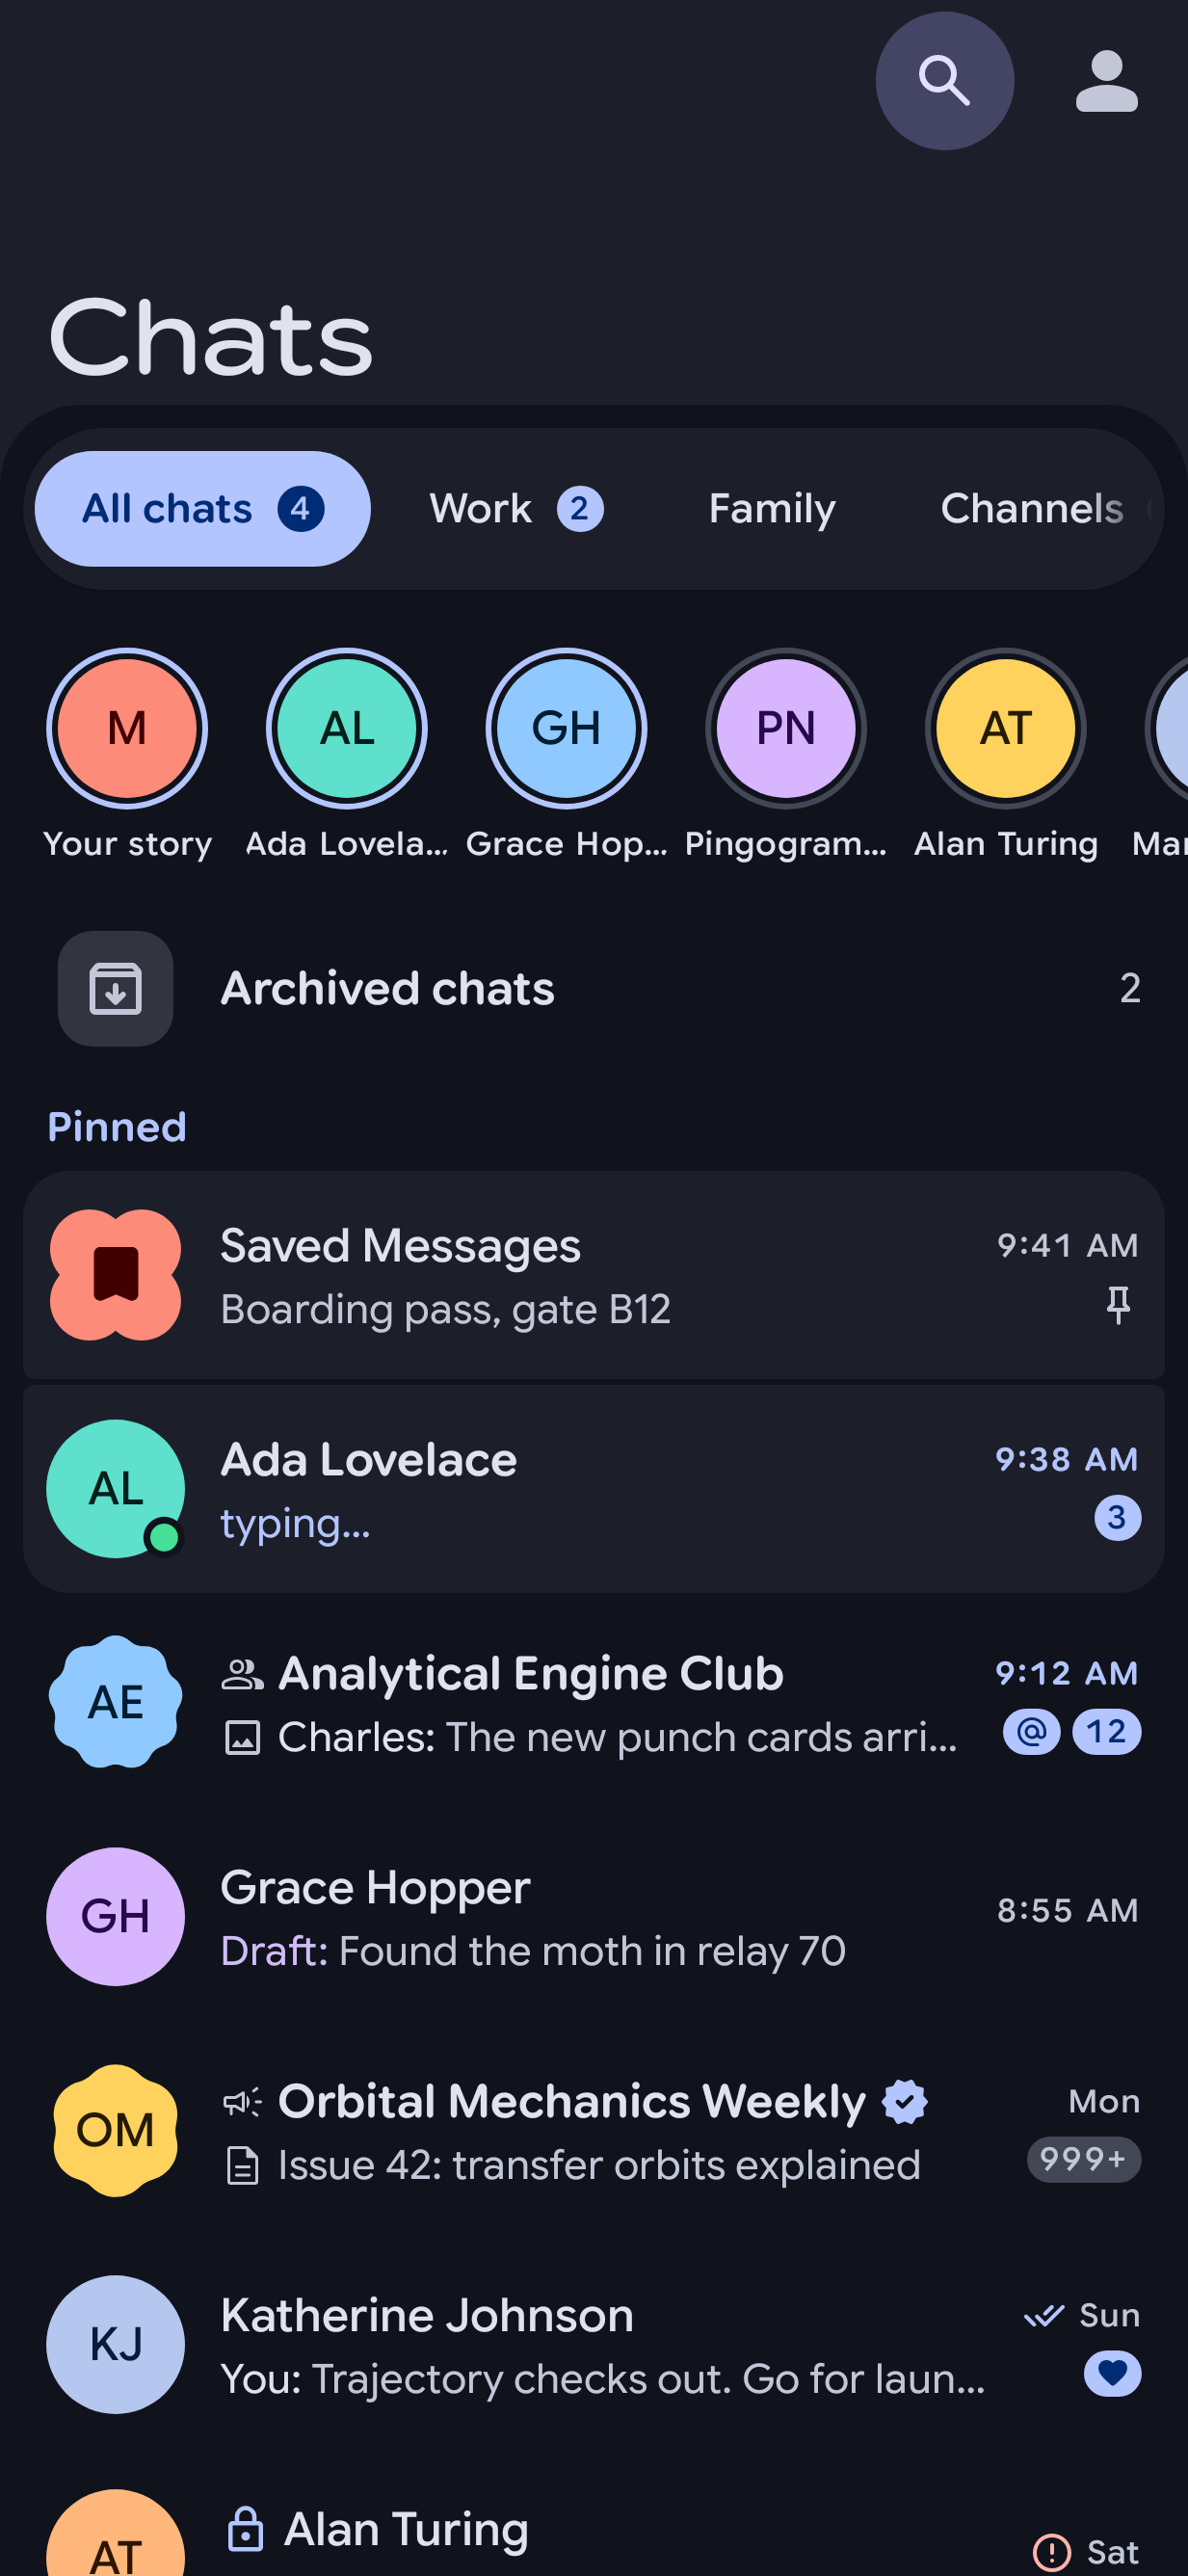 Chats
All chats 4 Work 2 Family Channels
M AL GH PN AT
Your story Ada Lovela... Grace Hop... Pingogram... Alan Turing Mar
Archived chats 2
Pinned
Saved Messages 9:41 AM
Boarding pass, gate B12
AL
Ada Lovelace 9:38 AM
typing... 3
AE
Analytical Engine Club 9:12 AM
Charles: The new punch cards arri... @ 12
GH
Grace Hopper 8:55 AM
Draft: Found the moth in relay 70
OM
Orbital Mechanics Weekly Mon
Issue 42: transfer orbits explained 999+
KJ
Katherine Johnson Sun
You: Trajectory checks out. Go for laun...
AT
Alan Turing Sat